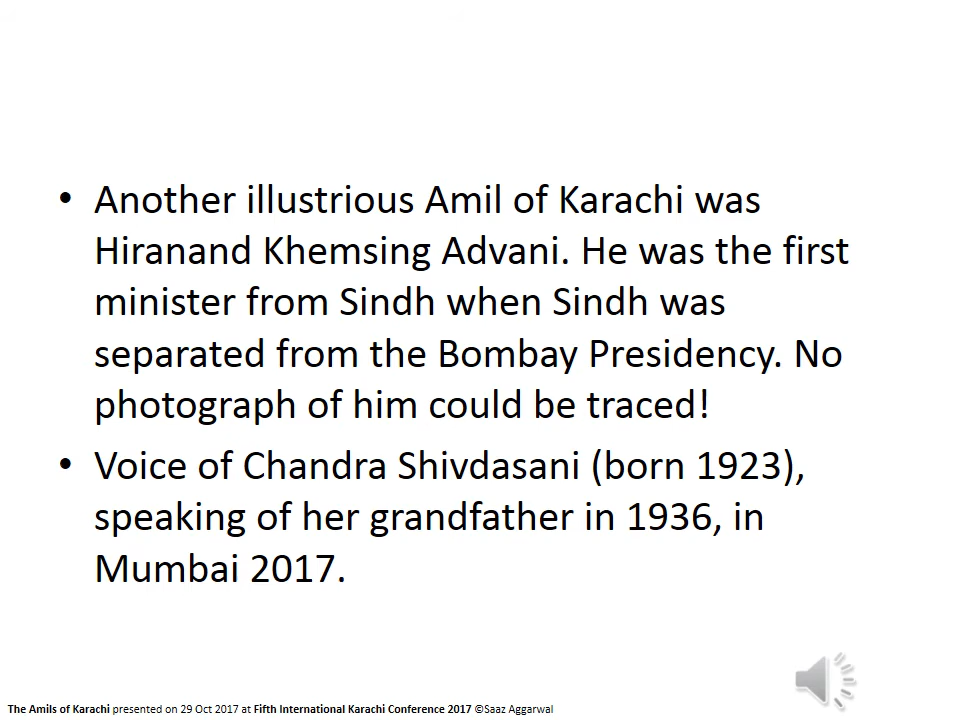 • Another illustrious Amil of Karachi was
Hiranand Khemsing Advani. He was the first
minister from Sindh when Sindh was
separated from the Bombay Presidency. No
photograph of him could be traced!
• Voice of Chandra Shivdasani (born 1923),
speaking of her grandfather in 1936, in
Mumbai 2017.
The Amils of Karachi presented on 29 Oct 2017 at Fifth International Karachi Conference 2017 ©Saaz Aggarwal